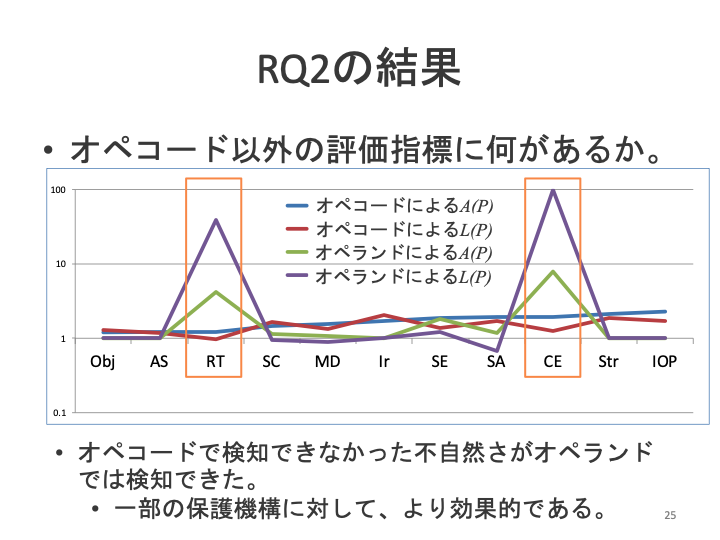 RQ2の結果
• オペコード以外の評価指標に何があるか。
100
オペコードによるA(P)
オペコードによるL(P)
オペランドによるA(P)
オペランドによるL(P)
10
1
Obj AS RT SC MD Ir SE SA CE Str IOP
0.1
• オペコードで検知できなかった不自然さがオペランド
では検知できた。
• 一部の保護機構に対して、より効果的である。
25